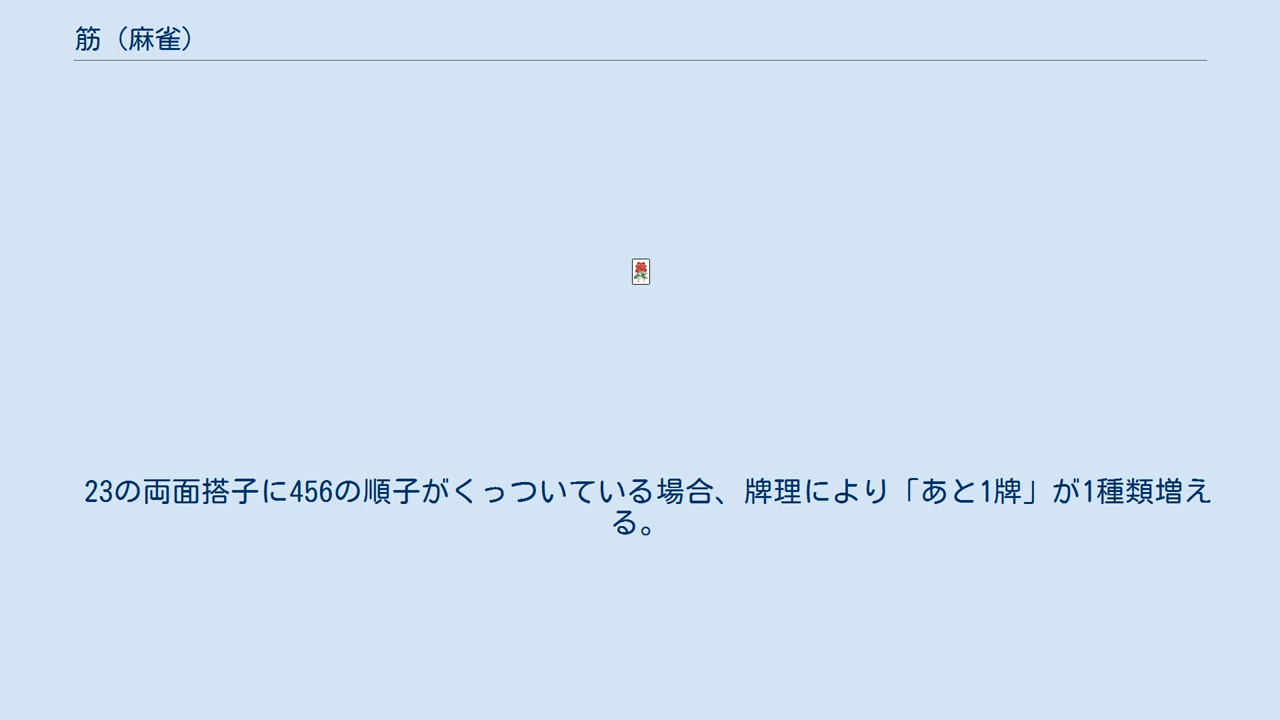 筋（麻雀）
23の両面搭子に456の順子がくっついている場合、牌理により「あと1牌」が1種類増え
る。